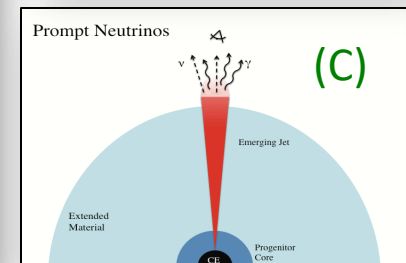 Prompt Neutrinos
(C)
ν
γ
Emerging Jet
Extended
Material
Progenitor
Core
CE